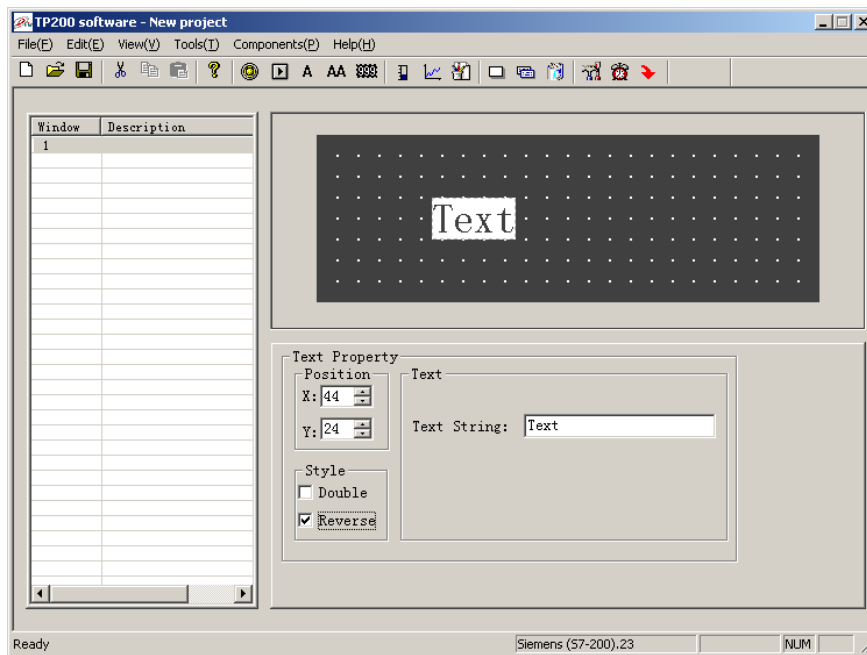 TP200 software - New project
File(F) Edit(E) View(V) Tools(T) Components(P) Help(H)
A AA
Window Description
1
Text
Text Property
Position
X: 44
Y: 24
Style
Double
Reverse
Text
Text String: Text
Ready Siemens (S7-200).23 NUM